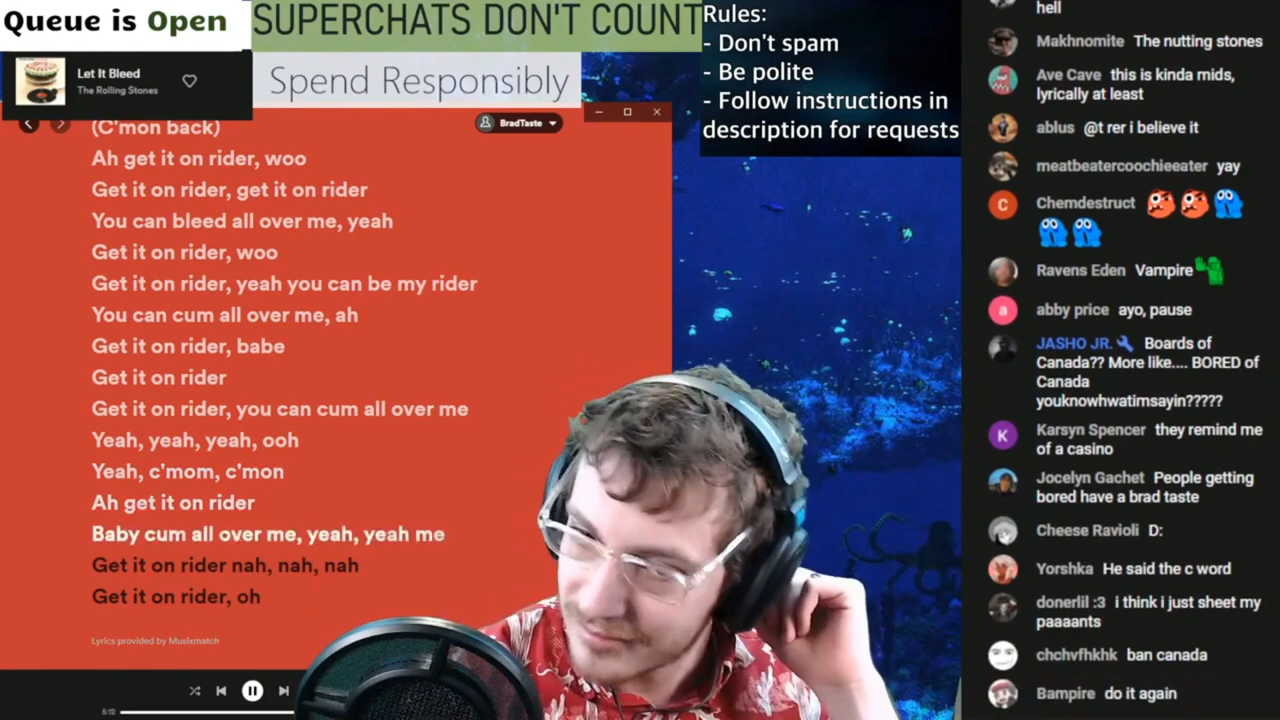 Queue is Open
SUPERCHATS DON'T COUNT
Spend Responsibly
Rules:
- Don't spam
- Be polite
- Follow instructions in
description for requests
Let It Bleed
The Rolling Stones
BradTaste
(C'mon back)
Ah get it on rider, woo
Get it on rider, get it on rider
You can bleed all over me, yeah
Get it on rider, woo
Get it on rider, yeah you can be my rider
You can cum all over me, ah
Get it on rider, babe
Get it on rider
Get it on rider, you can cum all over me
Yeah, yeah, yeah, ooh
Yeah, c'mom, c'mon
Ah get it on rider
Baby cum all over me, yeah, yeah me
Get it on rider nah, nah, nah
Get it on rider, oh
Lyrics provided by Musixmatch
5:12
hell
Makhnomite The nutting stones
Ave Cave this is kinda mids,
lyrically at least
ablus @t rer i believe it
meatbeatercoochieeater yay
C Chemdestruct
Ravens Eden Vampire
a abby price ayo, pause
JASHO JR. Boards of
Canada?? More like.... BORED of
Canada
youknowhwatimsayin?????
K Karsyn Spencer they remind me
of a casino
Jocelyn Gachet People getting
bored have a brad taste
Cheese Ravioli D:
Yorshka He said the c word
donerlil :3 i think i just sheet my
paaaants
chchvfhkhk ban canada
Bampire do it again